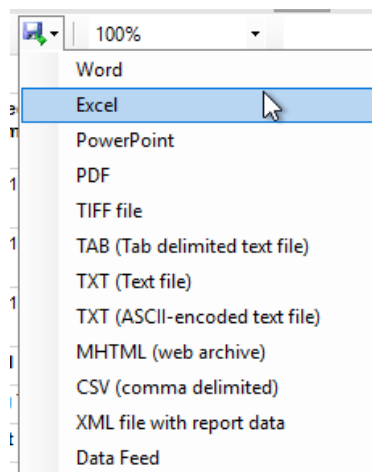 100%
Word
Excel
PowerPoint
PDF
TIFF file
TAB (Tab delimited text file)
TXT (Text file)
TXT (ASCII-encoded text file)
MHTML (web archive)
CSV (comma delimited)
XML file with report data
Data Feed